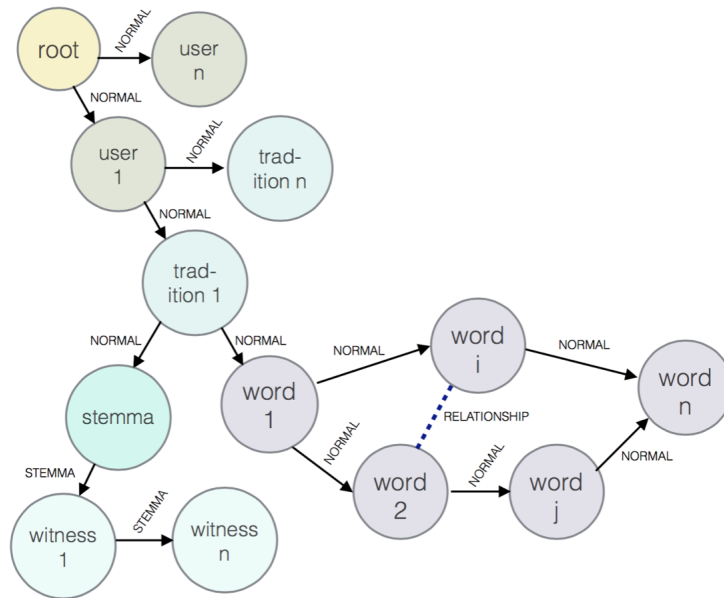 root
NORMAL
user
n
NORMAL
user
1
NORMAL
trad-
ition n
NORMAL
trad-
ition 1
NORMAL
NORMAL
stemma
STEMMA
witness
1
STEMMA
witness
n
word
1
NORMAL
word
i
NORMAL
RELATIONSHIP
NORMAL
word
2
NORMAL
word
j
NORMAL
word
n